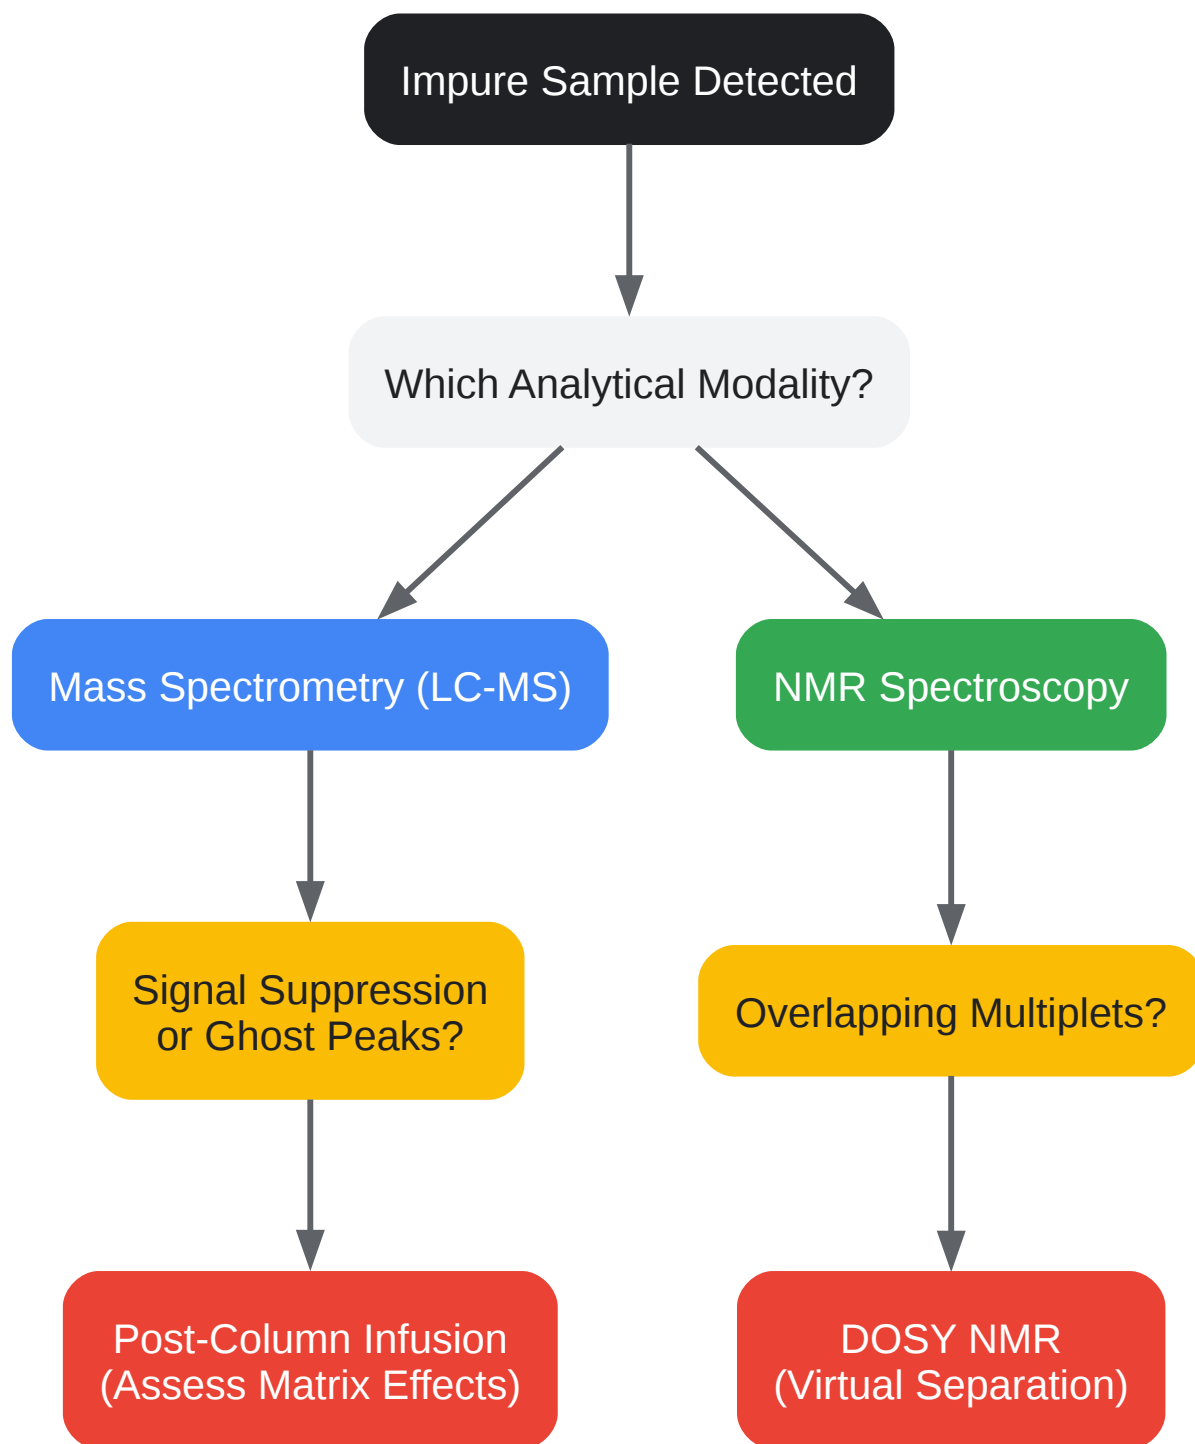 Impure Sample Detected
Which Analytical Modality?
Mass Spectrometry (LC-MS)
NMR Spectroscopy
Signal Suppression
or Ghost Peaks?
Overlapping Multiplets?
Post-Column Infusion
(Assess Matrix Effects)
DOSY NMR
(Virtual Separation)